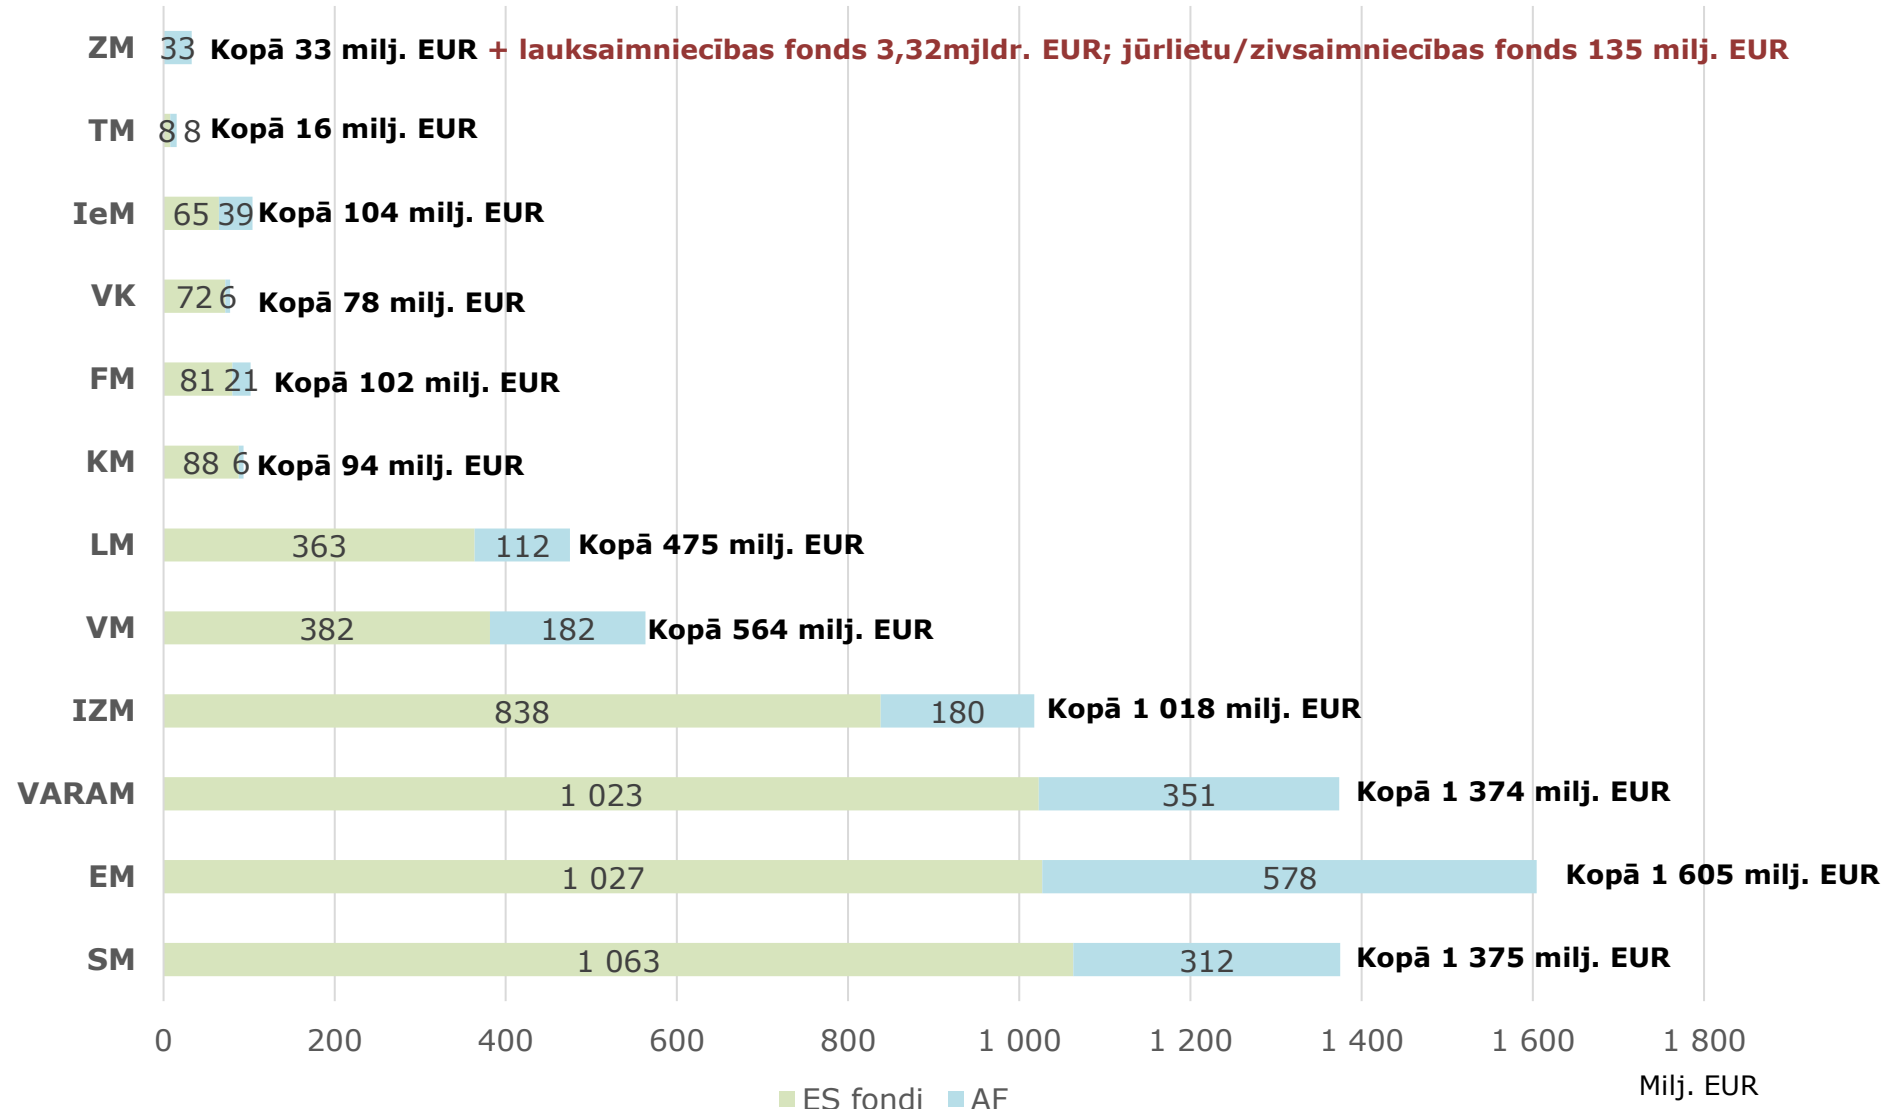 ZM 33 Kopā 33 milj. EUR + lauksaimniecības fonds 3,32mjldr. EUR; jūrlietu/zivsaimniecības fonds 135 milj. EUR
TM 8 8 Kopā 16 milj. EUR
IeM 65 39 Kopā 104 milj. EUR
VK 72 6 Kopā 78 milj. EUR
FM 81 21 Kopā 102 milj. EUR
KM 88 6 Kopā 94 milj. EUR
LM 363 112 Kopā 475 milj. EUR
VM 382 182 Kopā 564 milj. EUR
IZM 838 180 Kopā 1 018 milj. EUR
VARAM 1 023 351 Kopā 1 374 milj. EUR
EM 1 027 578 Kopā 1 605 milj. EUR
SM 1 063 312 Kopā 1 375 milj. EUR
0 200 400 600 800 1 000 1 200 1 400 1 600 1 800
Milj. EUR
ES fondi AF